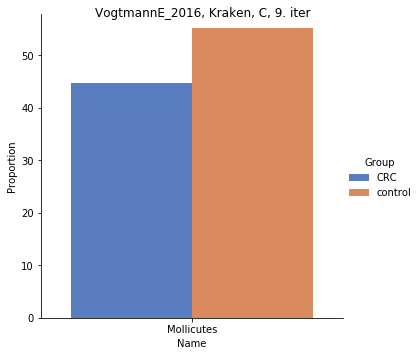 VogtmannE_2016, Kraken, C, 9. iter
Proportion
50
40
30
20
10
0
Mollicutes
Name
Group
CRC
control